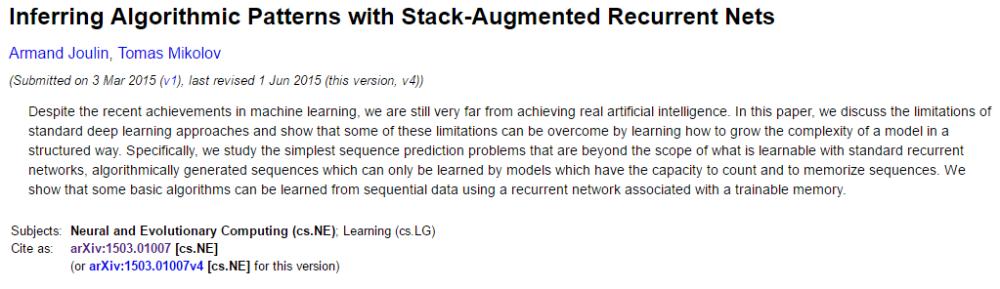 Inferring Algorithmic Patterns with Stack-Augmented Recurrent Nets
Armand Joulin, Tomas Mikolov
(Submitted on 3 Mar 2015 (v1), last revised 1 Jun 2015 (this version, v4))
Despite the recent achievements in machine learning, we are still very far from achieving real artificial intelligence. In this paper, we discuss the limitations of
standard deep learning approaches and show that some of these limitations can be overcome by learning how to grow the complexity of a model in a
structured way. Specifically, we study the simplest sequence prediction problems that are beyond the scope of what is learnable with standard recurrent
networks, algorithmically generated sequences which can only be learned by models which have the capacity to count and to memorize sequences. We
show that some basic algorithms can be learned from sequential data using a recurrent network associated with a trainable memory.
Subjects: Neural and Evolutionary Computing (cs.NE); Learning (cs.LG)
Cite as: arXiv:1503.01007 [cs.NE]
(or arXiv:1503.01007v4 [cs.NE] for this version)